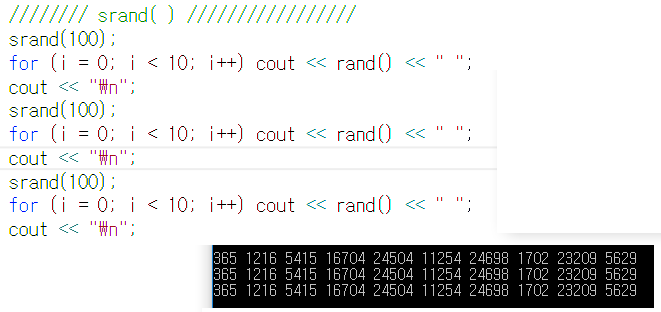 //////// srand( ) /////////////////
srand(100);
for (i = 0; i < 10; i++) cout << rand() << " ";
cout << "₩n";
srand(100);
for (i = 0; i < 10; i++) cout << rand() << " ";
cout << "₩n";
srand(100);
for (i = 0; i < 10; i++) cout << rand() << " ";
cout << "₩n";
365 1216 5415 16704 24504 11254 24698 1702 23209 5629
365 1216 5415 16704 24504 11254 24698 1702 23209 5629
365 1216 5415 16704 24504 11254 24698 1702 23209 5629